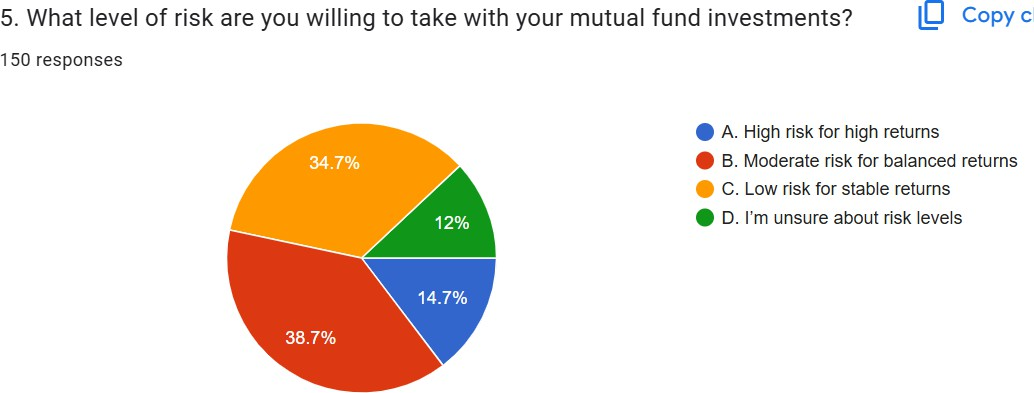 5. What level of risk are you willing to take with your mutual fund investments?
Copy c
150 responses
34.7%
12%
14.7%
38.7%
A. High risk for high returns
B. Moderate risk for balanced returns
C. Low risk for stable returns
D. I’m unsure about risk levels